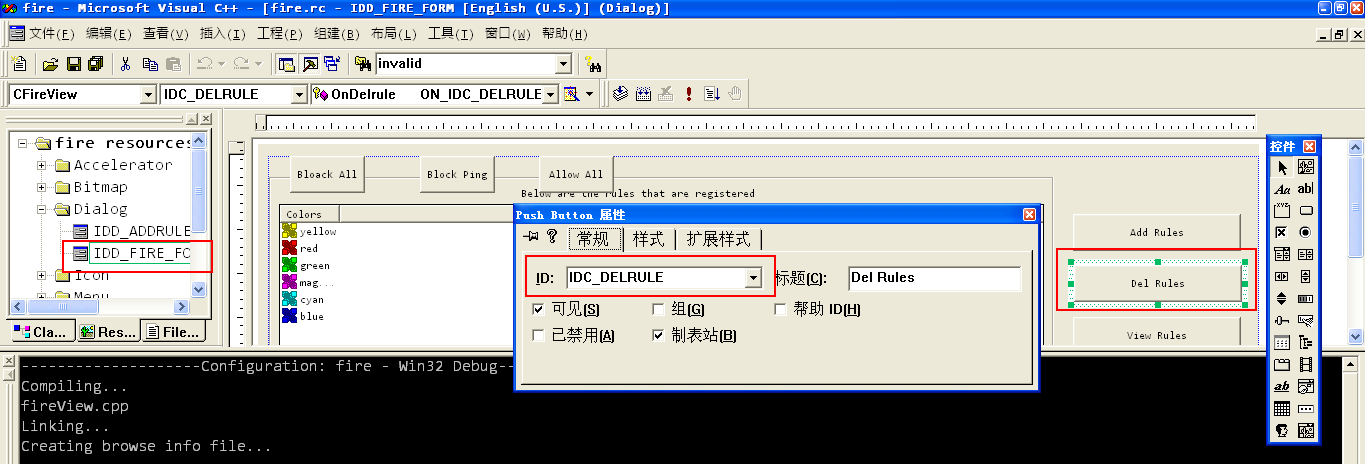 fire - Microsoft Visual C++ - [fire.rc - IDD_FIRE_FORM [English (U.S.)] (Dialog)]
文件(F) 编辑(E) 查看(V) 插入(I) 工程(P) 组建(B) 布局(L) 工具(T) 窗口(W) 帮助(H)
invalid
CFireView IDC_DELRULE OnDelrule ON_IDC_DELRULE
fire resources
Accelerator
Bitmap
Dialog
IDD_ADDRULE
IDD_FIRE_FO
Icon
Menu
Cla... Res... File...
Bloack All Block Ping Allow All
Below are the rules that are registered
Colors
yellow
red
green
mag...
cyan
blue
Add Rules
Del Rules
View Rules
Push Button 属性
常规 样式 扩展样式
ID: IDC_DELRULE 标题(C): Del Rules
可见(S) 组(G) 帮助 ID(H)
已禁用(A) 制表站(B)
控件
Aa ab|
XYZ
ab
--------------------Configuration: fire - Win32 Debug--
Compiling...
fireView.cpp
Linking...
Creating browse info file...